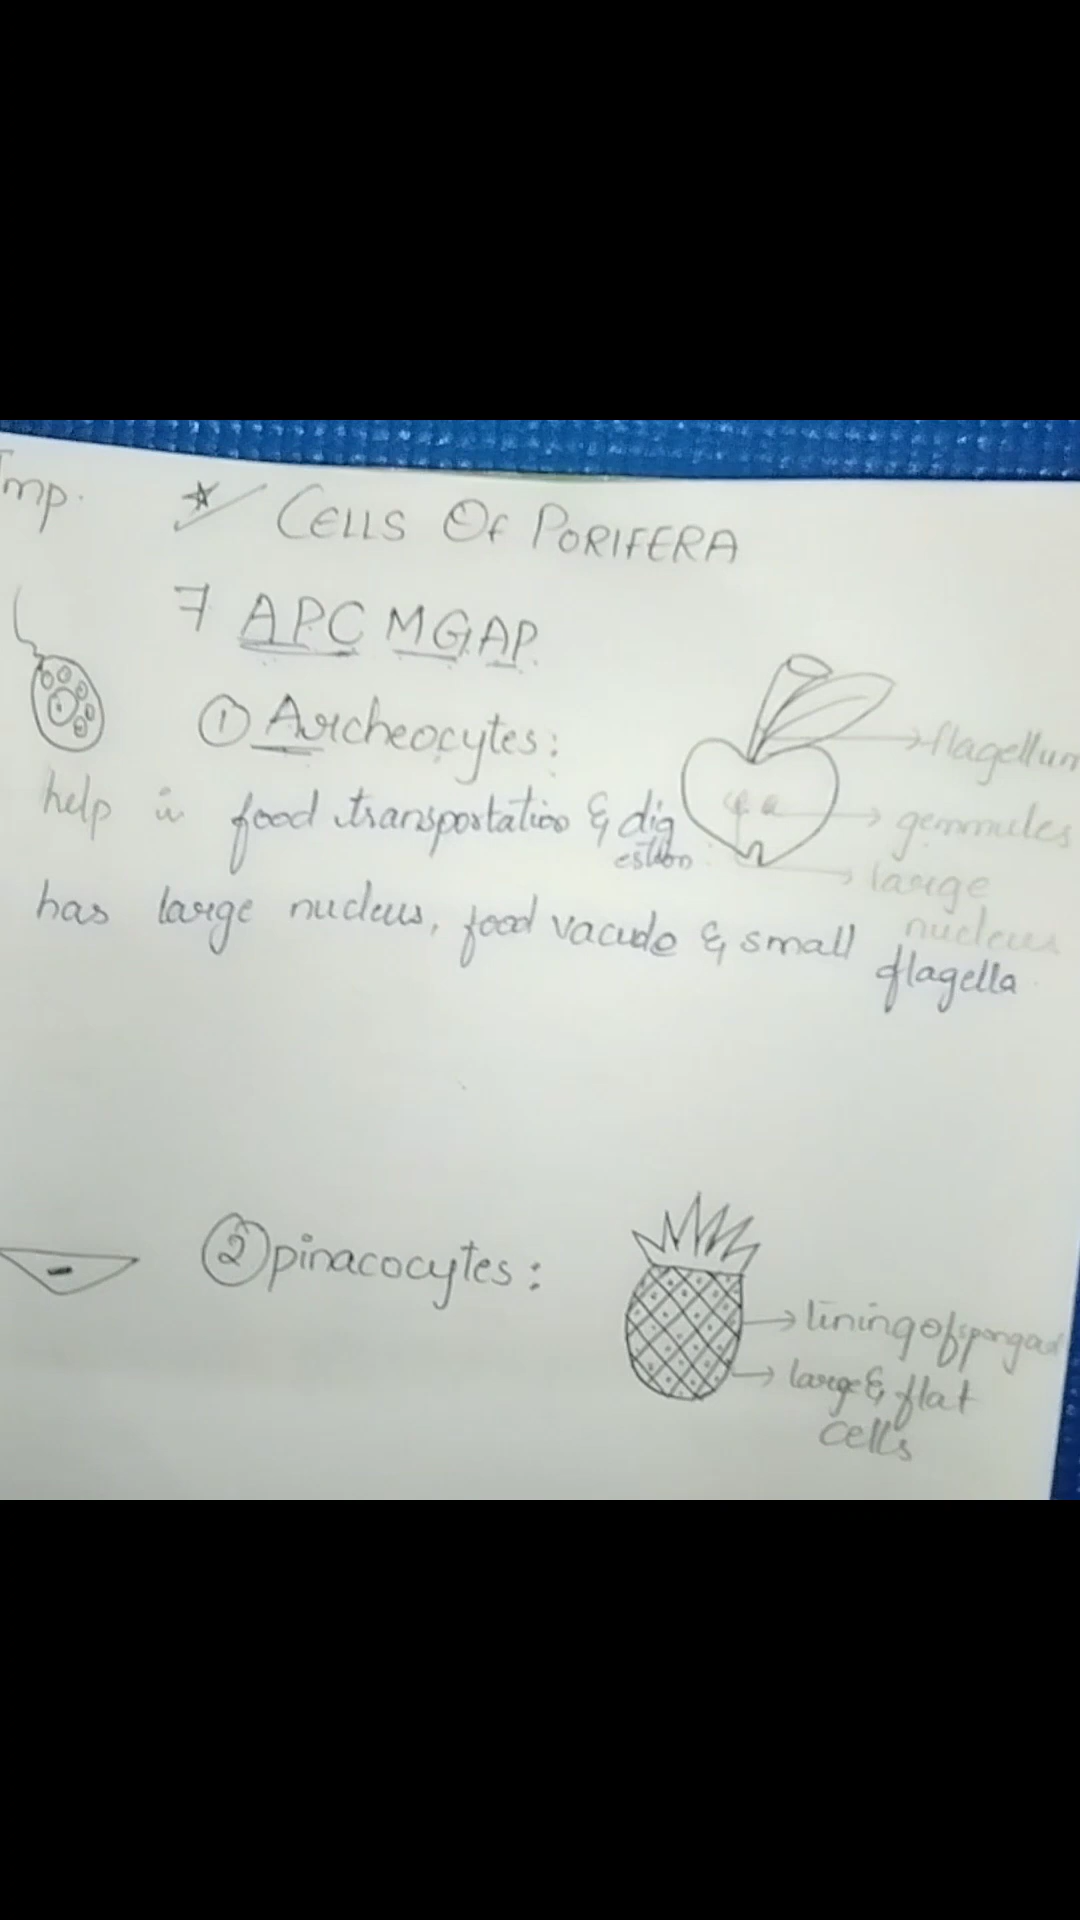 Imp.
CELLS OF PORIFERA
7 APC MGAP.
① Archeocytes:
flagellum
help in food transportation & dig
estion
gemmules
large
nucleus
has large nucleus, food vacuole & small
flagella
② pinacocytes:
lining of
large & flat
cells